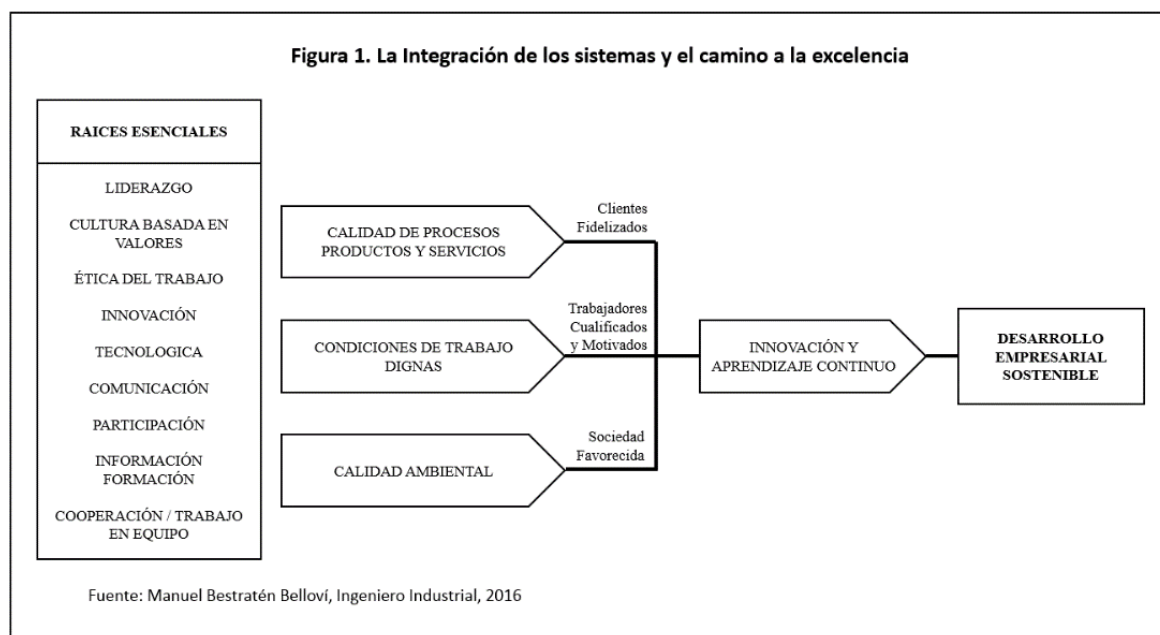 Figura 1. La Integración de los sistemas y el camino a la excelencia
RAICES ESENCIALES
LIDERAZGO
CULTURA BASADA EN
VALORES
ÉTICA DEL TRABAJO
INNOVACIÓN
TECNOLOGICA
COMUNICACIÓN
PARTICIPACIÓN
INFORMACIÓN
FORMACIÓN
COOPERACIÓN / TRABAJO
EN EQUIPO
CALIDAD DE PROCESOS
PRODUCTOS Y SERVICIOS
Clientes
Fidelizados
CONDICIONES DE TRABAJO
DIGNAS
Trabajadores
Cualificados
y Motivados
CALIDAD AMBIENTAL
Sociedad
Favorecida
INNOVACIÓN Y
APRENDIZAJE CONTINUO
DESARROLLO
EMPRESARIAL
SOSTENIBLE
Fuente: Manuel Bestratén Belloví, Ingeniero Industrial, 2016